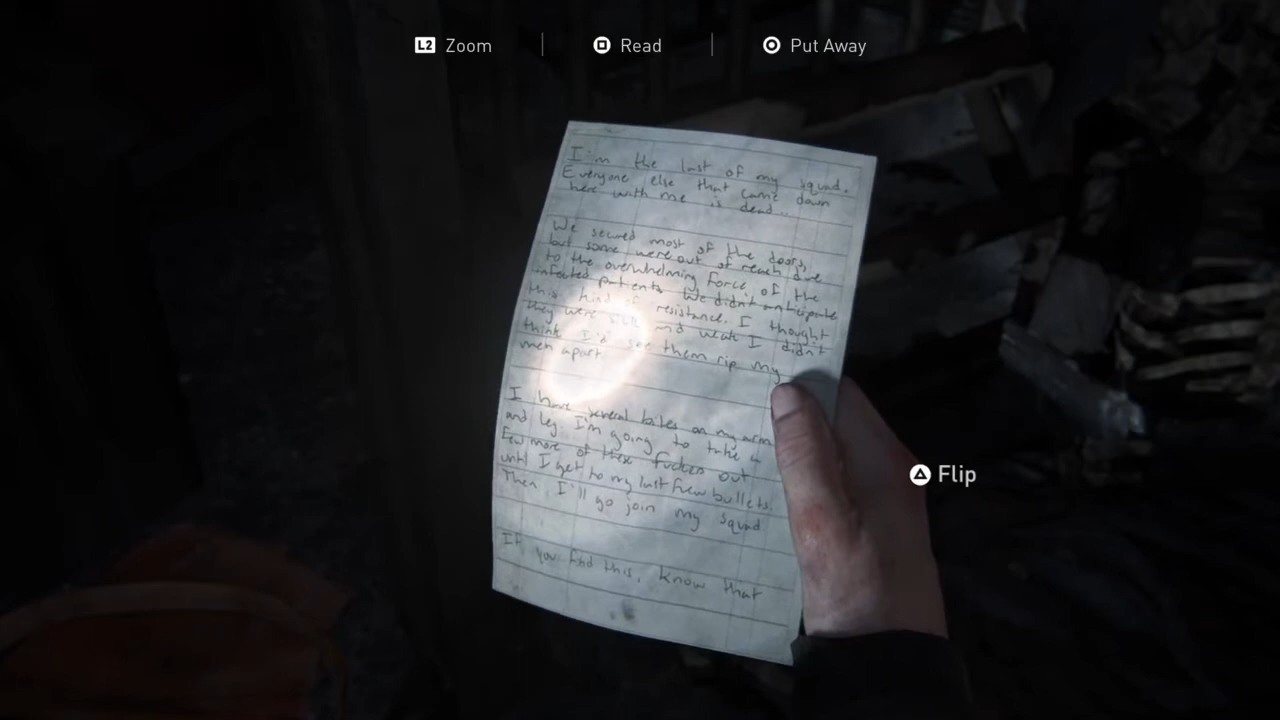 L2 Zoom
Read
Put Away
I'm the last of my squad.
Everyone else that came down
here with me is dead...
We secured most of the doors,
but some were out of reach due
to the overwhelming force of the
infected patients. We didn't anticipate
this kind of resistance. I thought
they were sick and weak I didn't
think I'd see them rip my
men apart
I have several bites on my arm
and leg. I'm going to take a
few more of these fuckers out
until I get to my last few bullets.
Then I'll go join my squad
If you find this, know that
Flip